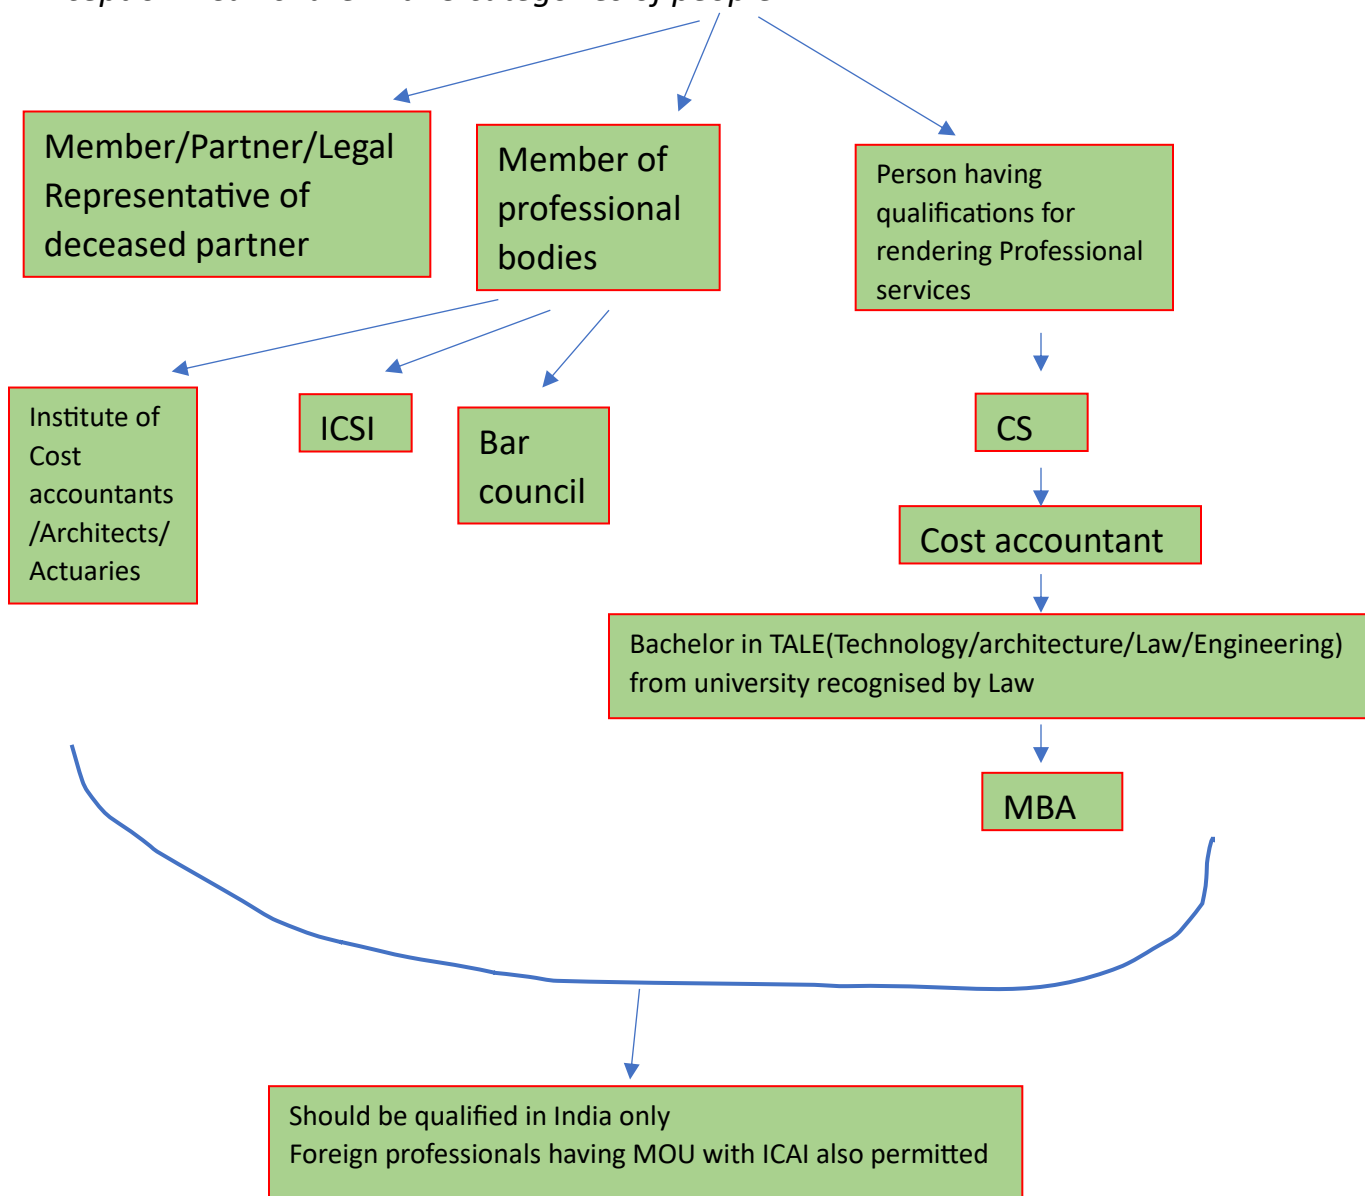 people
Member/Partner/Legal
Representative of
deceased partner
Member of
professional
bodies
Person having
qualifications for
rendering Professional
services
Institute of
Cost
accountants
/Architects/
Actuaries
ICSI
Bar
council
CS
Cost accountant
Bachelor in TALE(Technology/architecture/Law/Engineering)
from university recognised by Law
MBA
Should be qualified in India only
Foreign professionals having MOU with ICAI also permitted